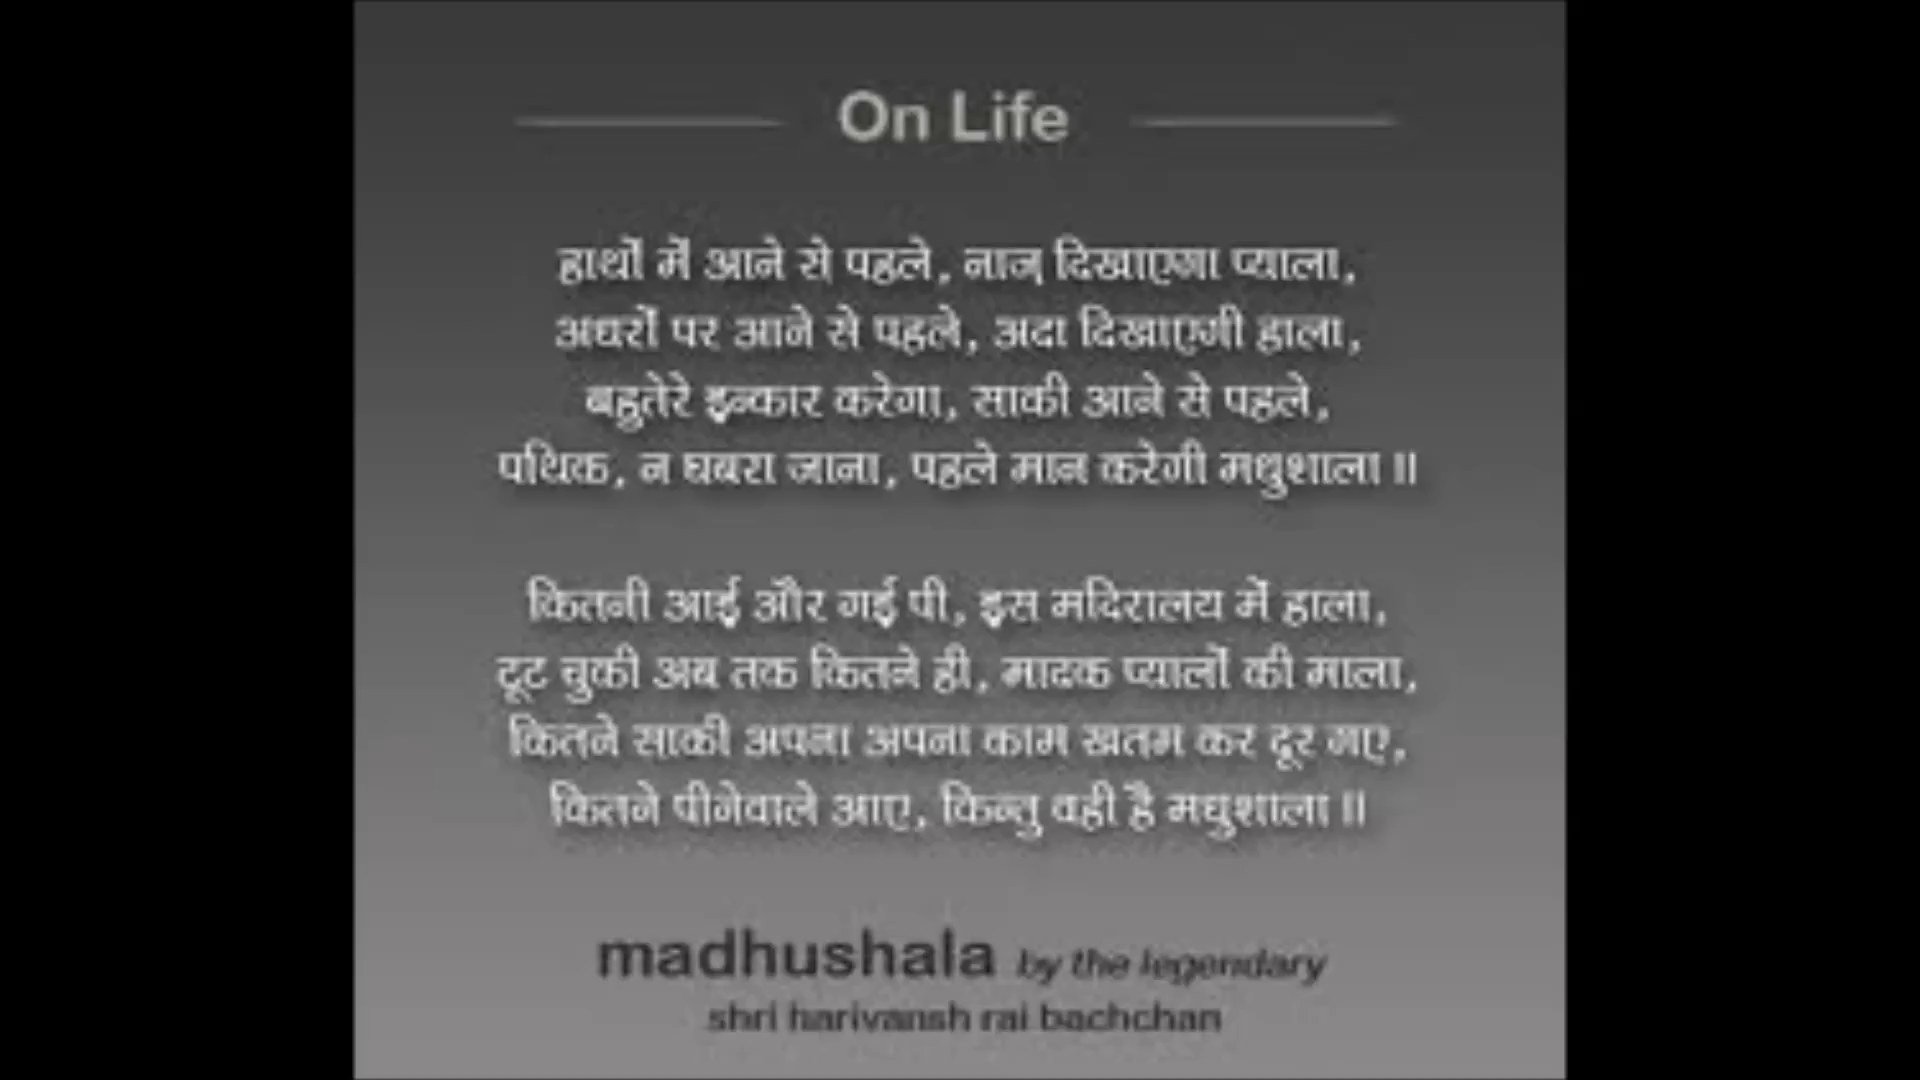 On Life
हाथों में आने से पहले, नाज़ दिखाएगा प्याला,
अधरों पर आने से पहले, अदा दिखाएगी हाला,
बहुतेरे इन्कार करेगा, साकी आने से पहले,
पथिक, न घबरा जाना, पहले मान करेगी मधुशाला ॥
कितनी आई और गई पी, इस मदिरालय में हाला,
टूट चुकी अब तक कितने ही, मादक प्यालों की माला,
कितने साकी अपना अपना काम खतम कर दूर गए,
कितने पीनेवाले आए, किन्तु वही है मधुशाला ॥
madhushala by the legendary
shri harivansh rai bachchan